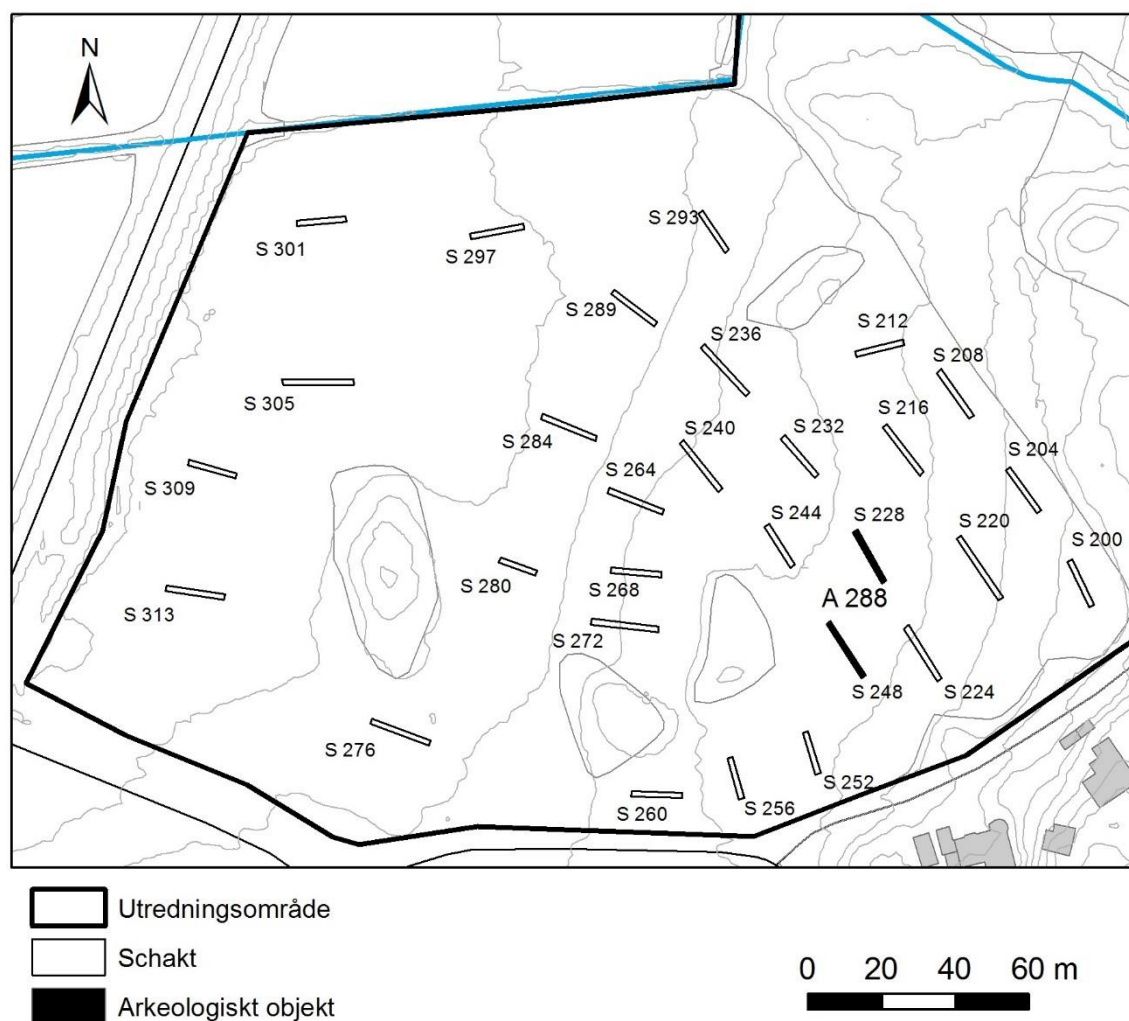 N
S 301
S 297
S 293
S 289
S 236
S 212
S 208
S 305
S 284
S 240
S 232
S 216
S 204
S 309
S 264
S 244
S 228
S 220
S 200
S 280
S 268
A 288
S 313
S 272
S 248
S 224
S 276
S 252
S 260
S 256
Utredningsområde
Schakt
Arkeologiskt objekt
0 20 40 60 m